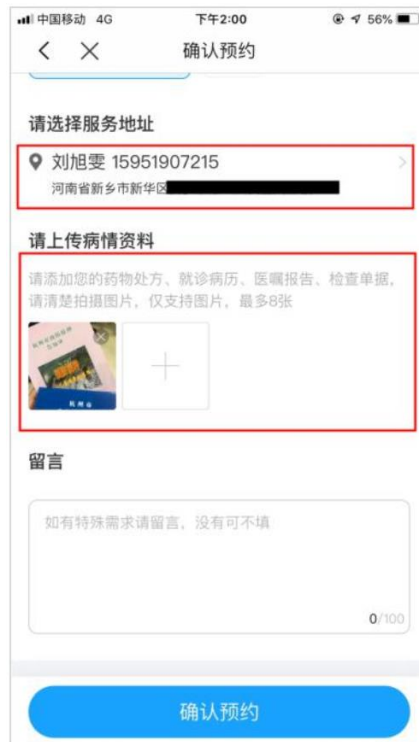 中国移动 4G 下午2:00 56%
确认预约
请选择服务地址
刘旭雯 15951907215
河南省新乡市新华区
请上传病情资料
请添加您的药物处方、就诊病历、医嘱报告、检查单据，
请清楚拍摄图片，仅支持图片，最多8张
杭州市
留言
如有特殊需求请留言，没有可不填
0/100
确认预约